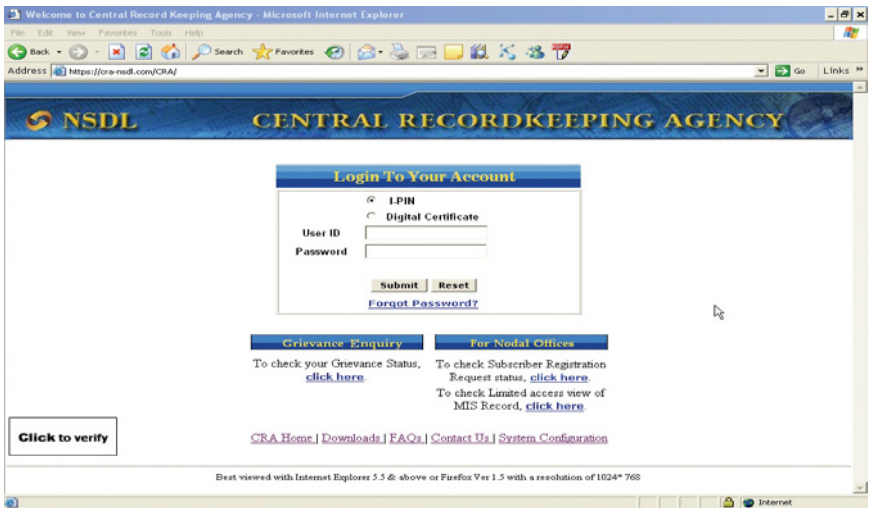 Welcome to Central Record Keeping Agency - Microsoft Internet Explorer
File Edit View Favorites Tools Help
Back Search Favorites
Address https://cra-nsdl.com/CRA/ Go Links »
NSDL CENTRAL RECORDKEEPING AGENCY
Login To Your Account
I-PIN
Digital Certificate
User ID
Password
Submit Reset
Forgot Password?
Grievance Enquiry For Nodal Offices
To check your Grievance Status, To check Subscriber Registration
click here. Request status, click here.
To check Limited access view of
MIS Record, click here.
Click to verify
CRA Home | Downloads | FAQs | Contact Us | System Configuration
Best viewed with Internet Explorer 5.5 & above or Firefox Ver 1.5 with a resolution of 1024* 768
Internet